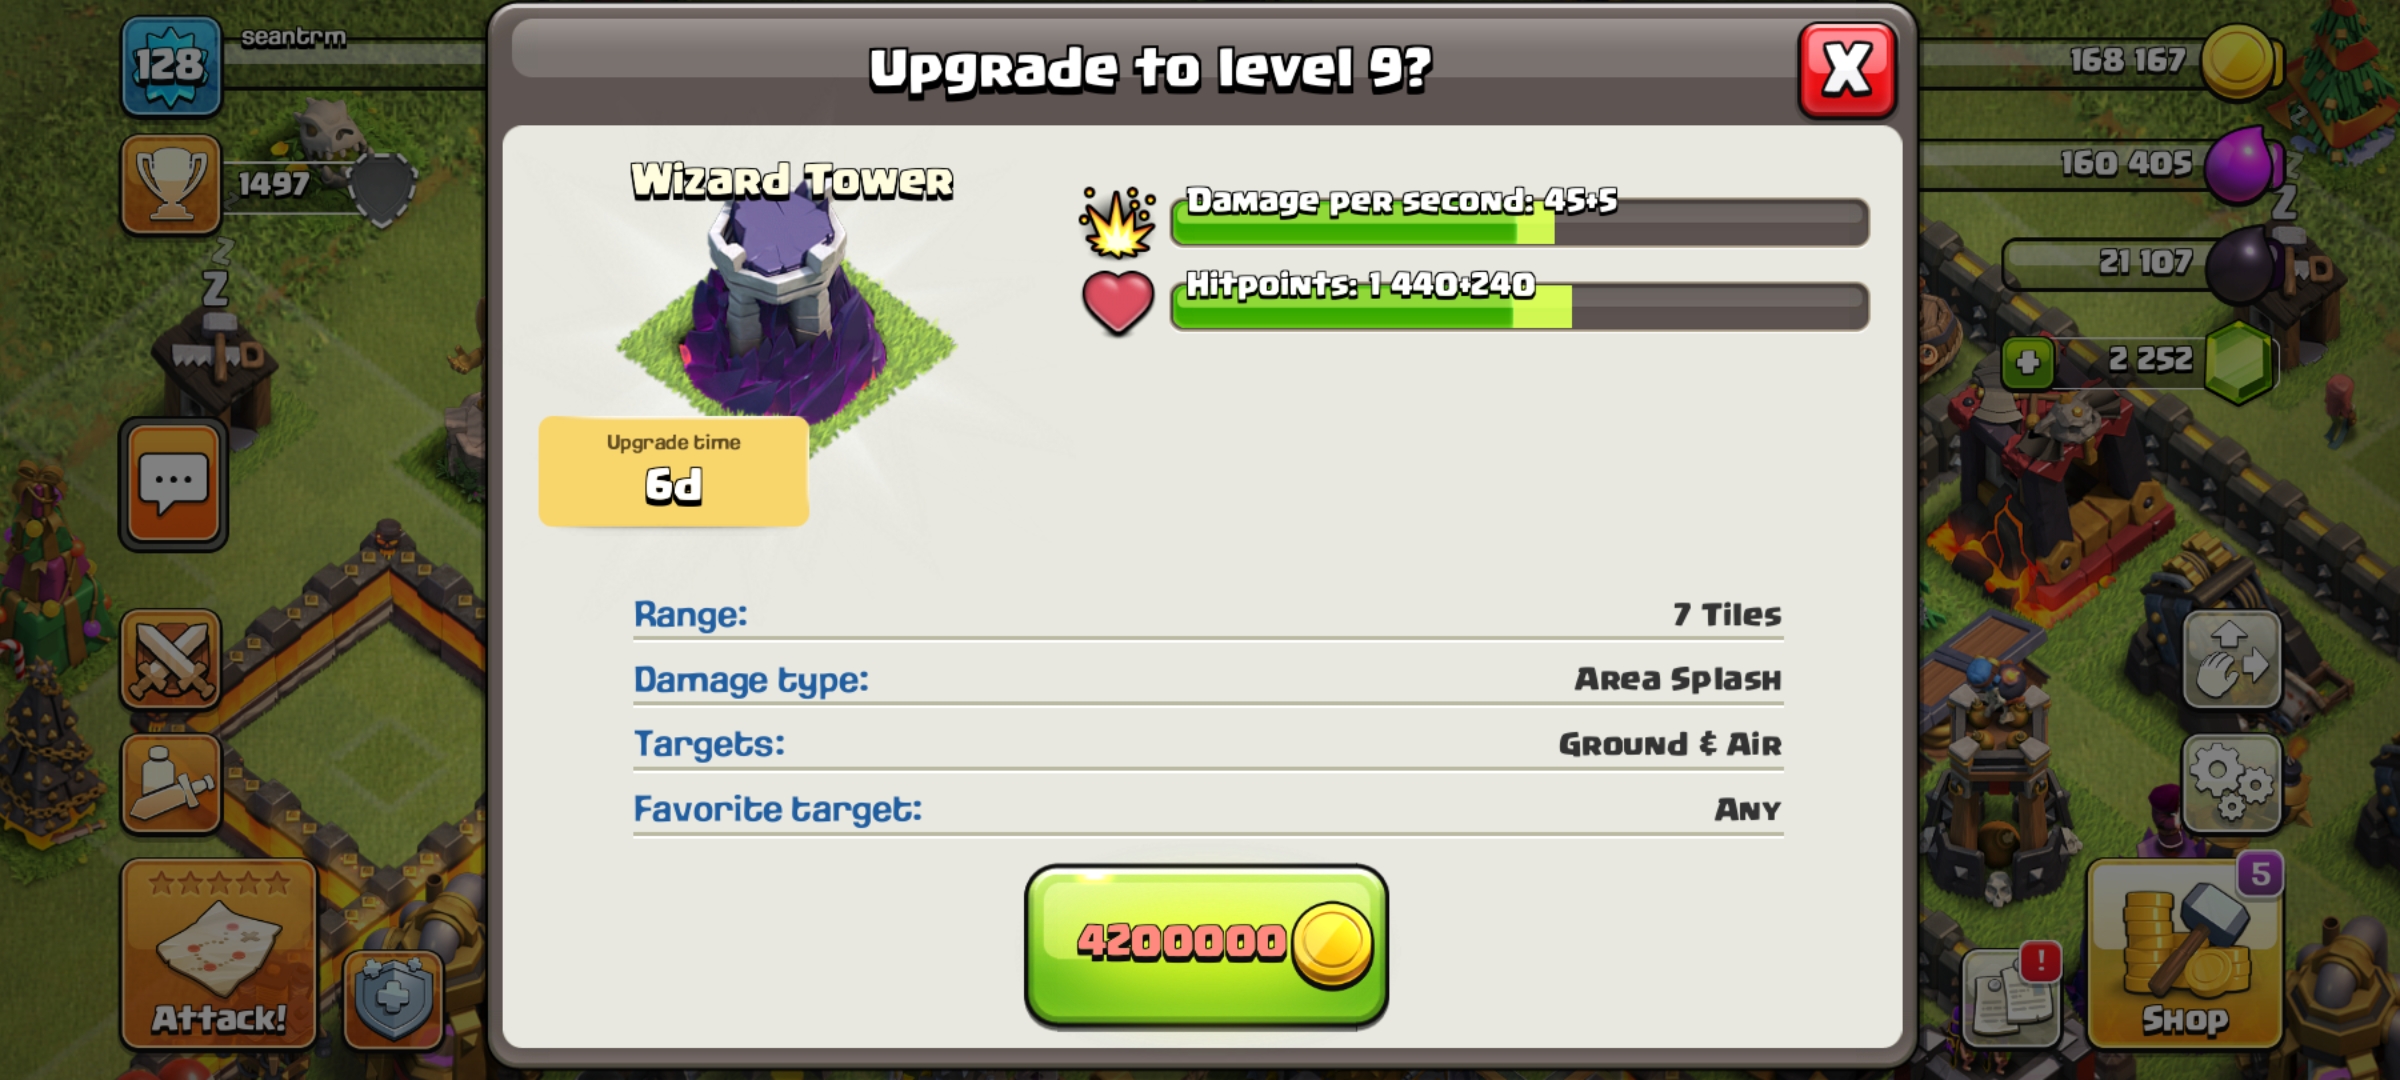 128
seantrm
Upgrade to level 9?
X
168 167
1497
Wizard Tower
Damage per second: 45+5
160 405
Hitpoints: 1 440+240
21 107
2 252
Upgrade time
6d
Range: 7 Tiles
Damage type: Area Splash
Targets: Ground & Air
Favorite target: Any
4200000
5
!
Attack!
Shop
z
Z
z
Z